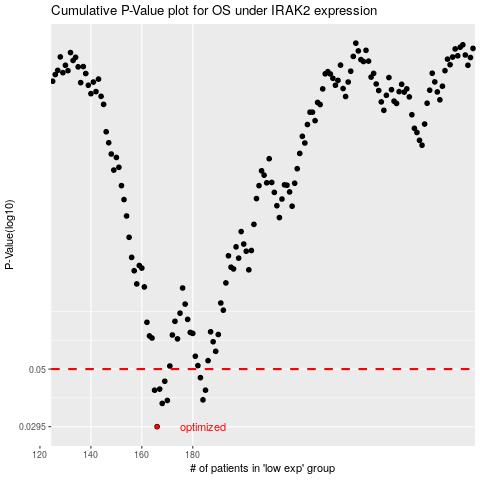 Cumulative P-Value plot for OS under IRAK2 expression
P-Value(log10)
0.05
0.0295
optimized
120 140 160 180
# of patients in 'low exp' group